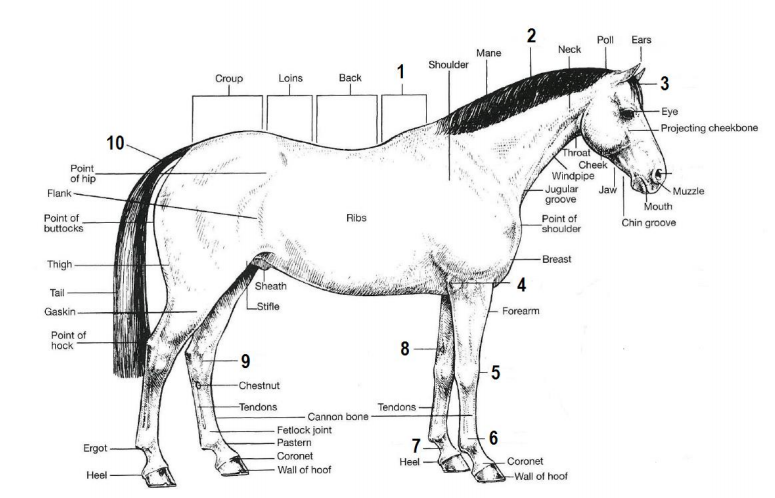 2
Poll
Ears
Neck
Mane
Shoulder
1
Croup
Loins
Back
3
Eye
Projecting cheekbone
10
Throat
Cheek
Windpipe
Jaw
Muzzle
Mouth
Jugular
groove
Chin groove
Point
of hip
Flank
Ribs
Point of
buttocks
Point of
shoulder
Breast
Thigh
4
Sheath
Tail
Stifle
Gaskin
Forearm
Point of
hock
8
9
5
Chestnut
Tendons
Tendons
Cannon bone
Fetlock joint
6
Pastern
7
Ergot
Coronet
Heel
Coronet
Wall of hoof
Heel
Wall of hoof